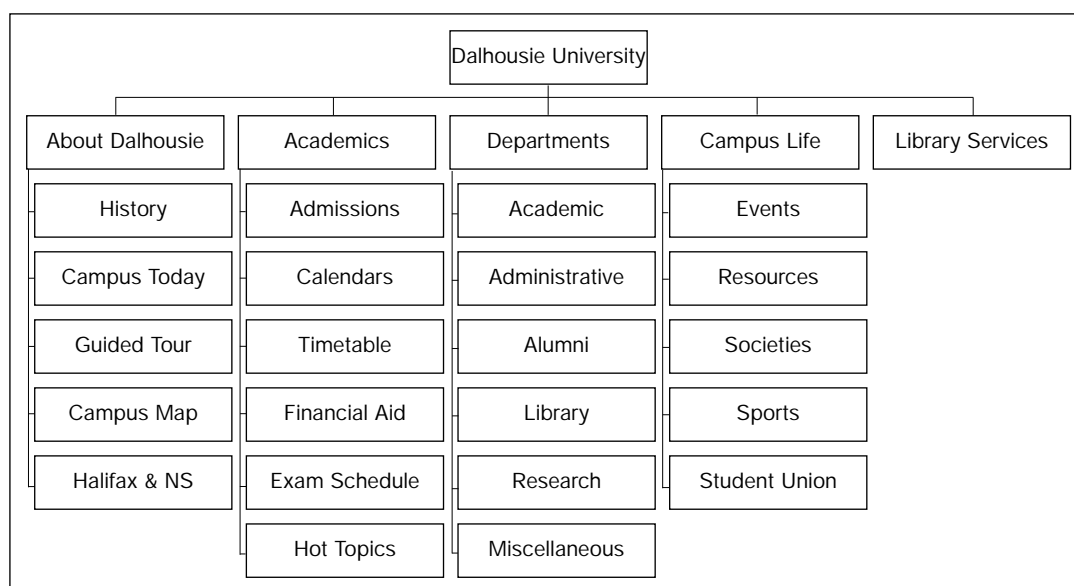 Dalhousie University
About Dalhousie
Academics
Departments
Campus Life
Library Services
History
Admissions
Academic
Events
Campus Today
Calendars
Administrative
Resources
Guided Tour
Timetable
Alumni
Societies
Campus Map
Financial Aid
Library
Sports
Halifax & NS
Exam Schedule
Research
Student Union
Hot Topics
Miscellaneous